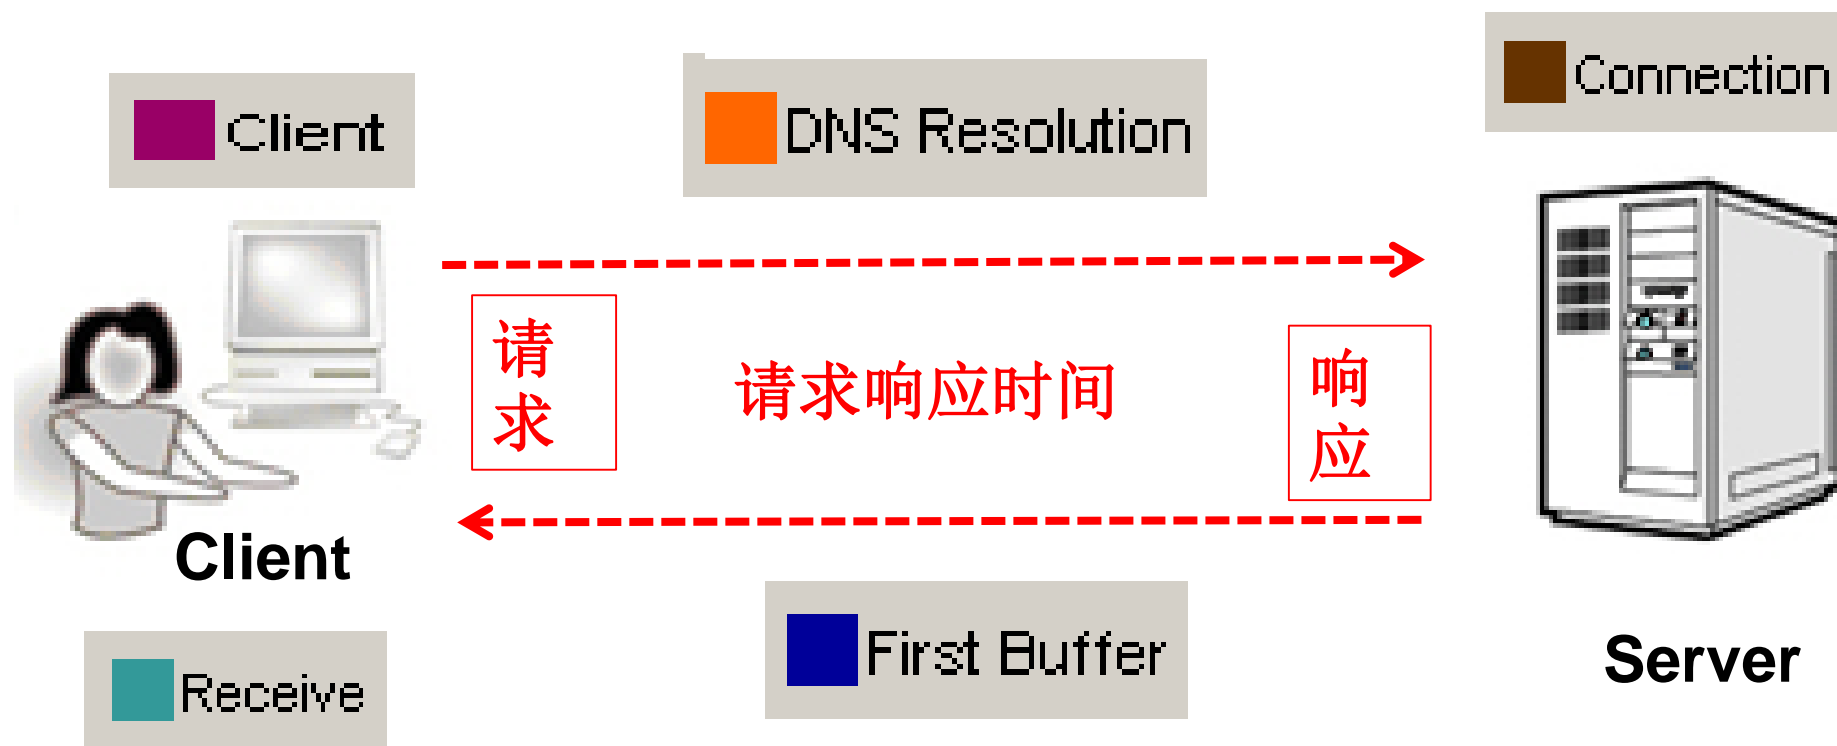 Connection
Client
DNS Resolution
请
求
请求响应时间
响
应
Client
First Buffer
Server
Receive